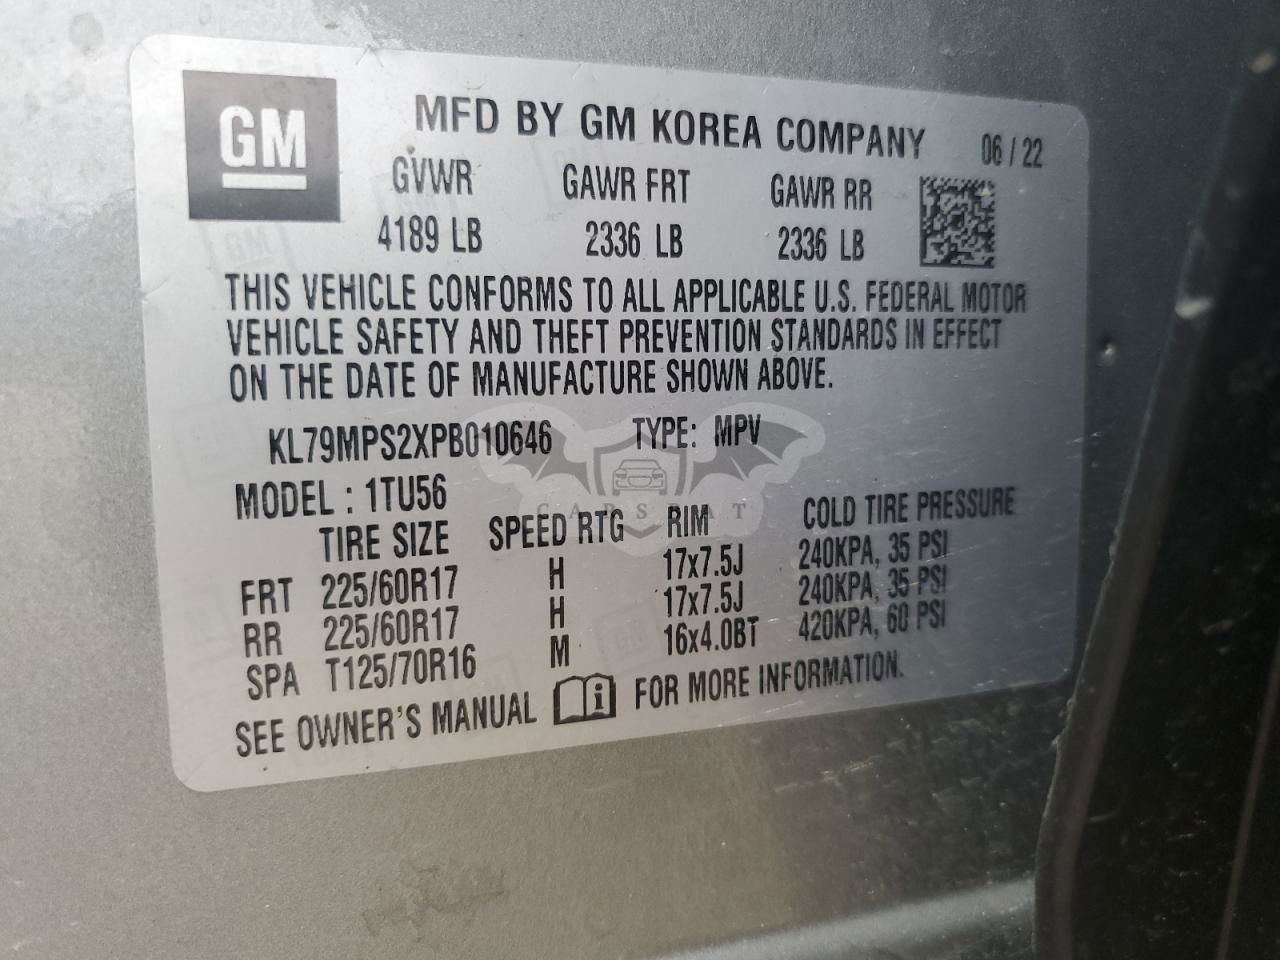 GM
MFD BY GM KOREA COMPANY 06 / 22
GVWR GAWR FRT GAWR RR
4189 LB 2336 LB 2336 LB
THIS VEHICLE CONFORMS TO ALL APPLICABLE U.S. FEDERAL MOTOR
VEHICLE SAFETY AND THEFT PREVENTION STANDARDS IN EFFECT
ON THE DATE OF MANUFACTURE SHOWN ABOVE.
KL79MPS2XPB010646 TYPE: MPV
MODEL : 1TU56
TIRE SIZE SPEED RTG RIM COLD TIRE PRESSURE
FRT 225/60R17 H 17x7.5J 240KPA, 35 PSI
RR 225/60R17 H 17x7.5J 240KPA, 35 PSI
SPA T125/70R16 M 16x4.0BT 420KPA, 60 PSI
SEE OWNER'S MANUAL FOR MORE INFORMATION.